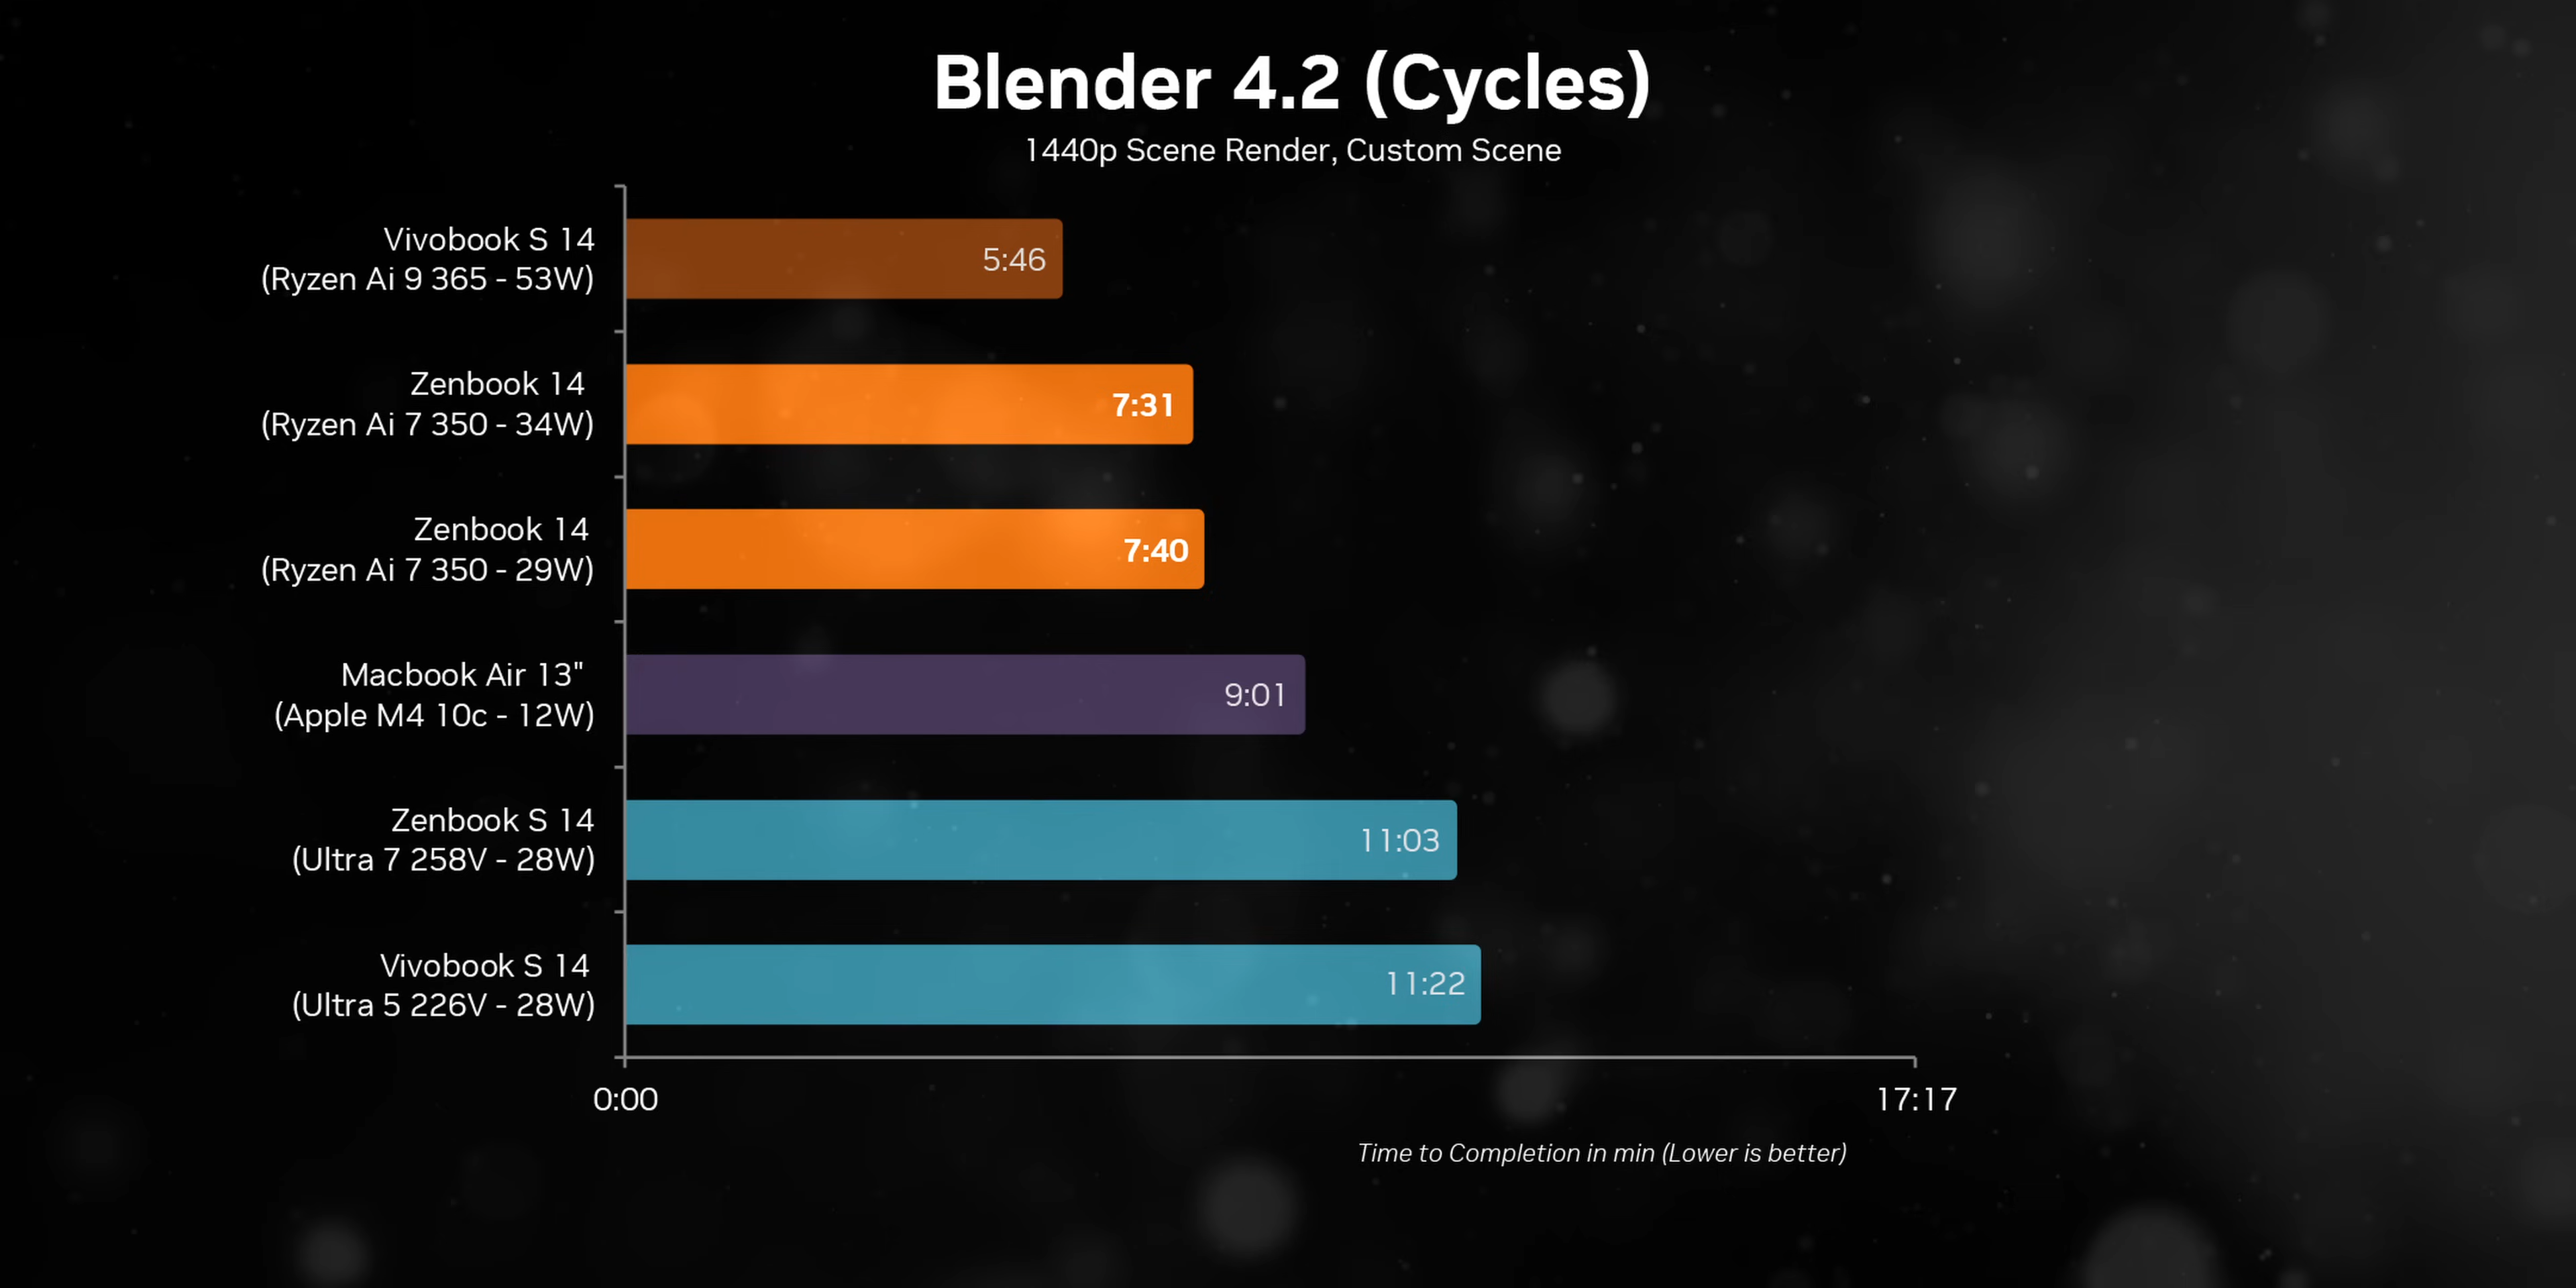 Blender 4.2 (Cycles)
1440p Scene Render, Custom Scene
Vivobook S 14
(Ryzen Ai 9 365 - 53W)
5:46
Zenbook 14
(Ryzen Ai 7 350 - 34W)
7:31
Zenbook 14
(Ryzen Ai 7 350 - 29W)
7:40
Macbook Air 13"
(Apple M4 10c - 12W)
9:01
Zenbook S 14
(Ultra 7 258V - 28W)
11:03
Vivobook S 14
(Ultra 5 226V - 28W)
11:22
0:00
17:17
Time to Completion in min (Lower is better)